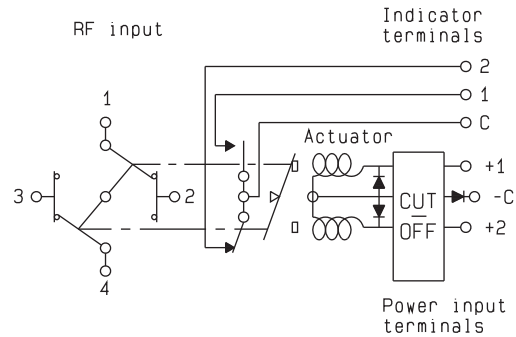 Indicator
terminals
RF input
2
1
C
1
Actuator
+1
3
2
CUT
OFF
-C
+2
4
Power input
terminals